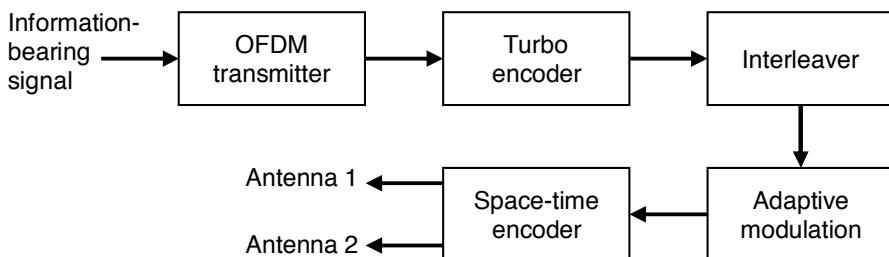 Information-
bearing
signal
OFDM
transmitter
Turbo
encoder
Interleaver
Adaptive
modulation
Space-time
encoder
Antenna 1
Antenna 2